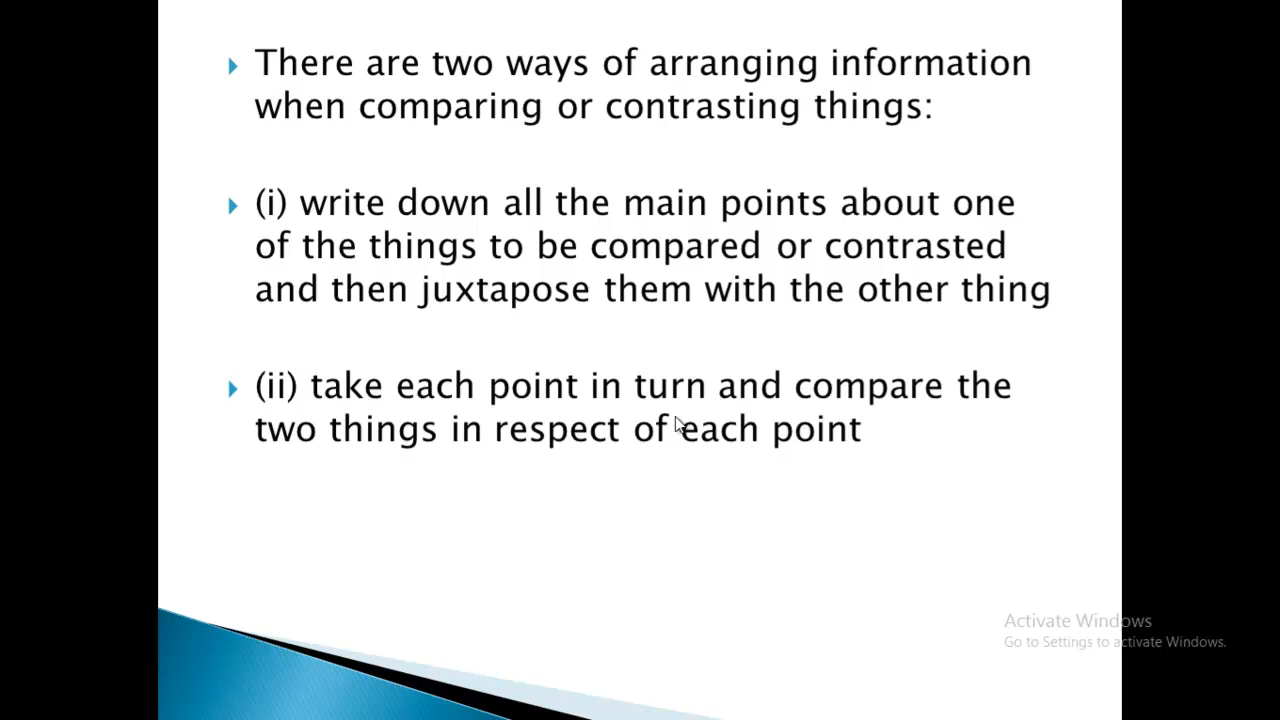 There are two ways of arranging information
when comparing or contrasting things:
(i) write down all the main points about one
of the things to be compared or contrasted
and then juxtapose them with the other thing
(ii) take each point in turn and compare the
two things in respect of each point
Activate Windows
Go to Settings to activate Windows.